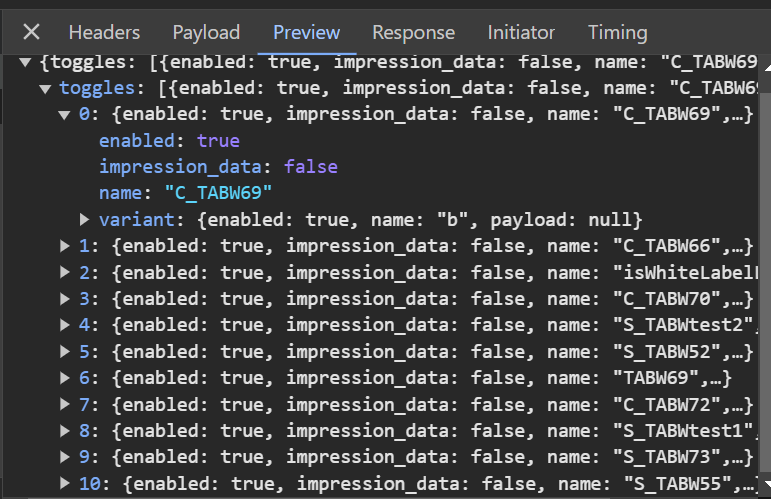 Headers Payload Preview Response Initiator Timing
{toggles: [{enabled: true, impression_data: false, name: "C_TABW69
toggles: [{enabled: true, impression_data: false, name: "C_TABW69
0: {enabled: true, impression_data: false, name: "C_TABW69",…}
enabled: true
impression_data: false
name: "C_TABW69"
variant: {enabled: true, name: "b", payload: null}
1: {enabled: true, impression_data: false, name: "C_TABW66",…}
2: {enabled: true, impression_data: false, name: "isWhiteLabel
3: {enabled: true, impression_data: false, name: "C_TABW70",…}
4: {enabled: true, impression_data: false, name: "S_TABWtest2",
5: {enabled: true, impression_data: false, name: "S_TABW52",…}
6: {enabled: true, impression_data: false, name: "TABW69",…}
7: {enabled: true, impression_data: false, name: "C_TABW72",…}
8: {enabled: true, impression_data: false, name: "S_TABWtest1",
9: {enabled: true, impression_data: false, name: "S_TABW73",…}
10: {enabled: true, impression_data: false, name: "S_TABW55",…}